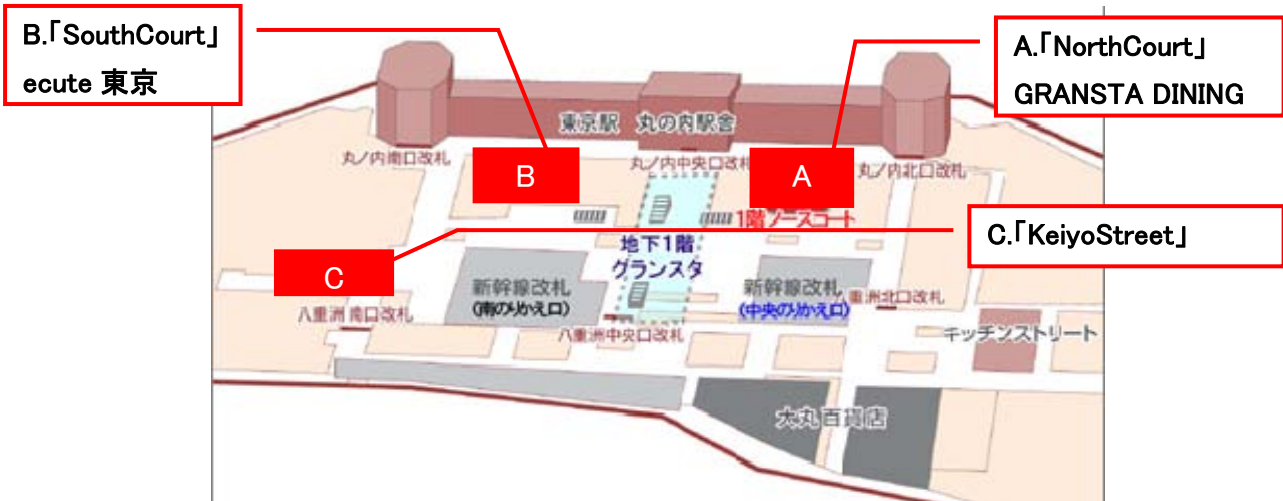 B.「SouthCourt」
ecute 東京
A.「NorthCourt」
GRANSTA DINING
東京駅 丸の内駅舎
丸ノ内南口改札
丸ノ内中央口改札
丸ノ内北口改札
B
A
1階ノースコート
C.「KeiyoStreet」
地下1階
グランスタ
C
新幹線改札
(南のりかえ口)
新幹線改札
(中央のりかえ口)
八重洲南口改札
八重洲中央口改札
重洲北口改札
キッチンストリート
大丸百貨店